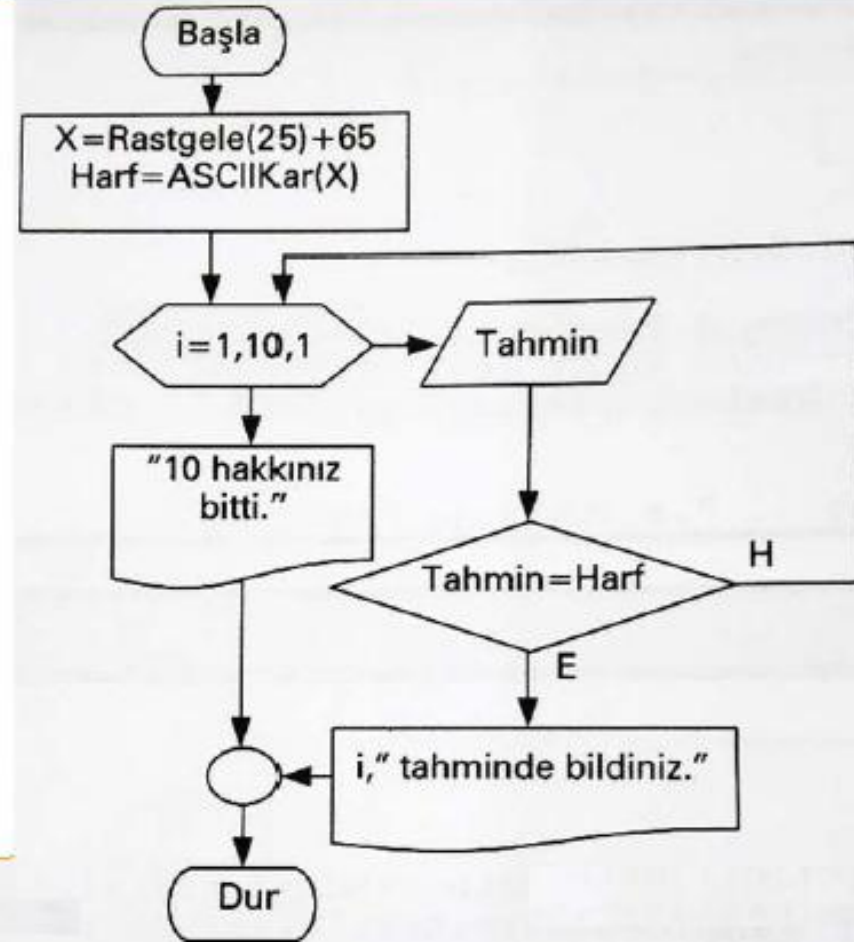 Başla
X=Rastgele(25)+65
Harf=ASCIIKar(X)
i=1,10,1
Tahmin
"10 hakkınız
bitti."
Tahmin=Harf
H
E
i," tahminde bildiniz."
Dur